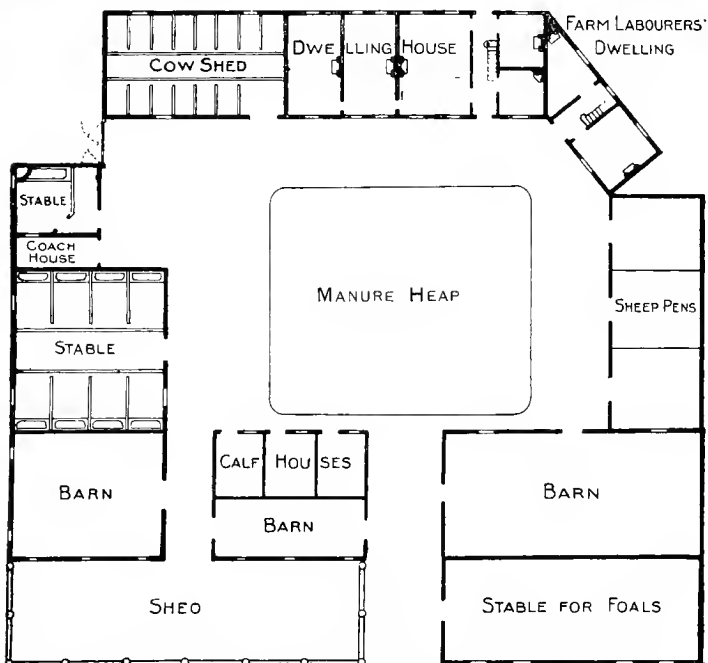 FARM LABOURERS'
DWELLING
DWELLING HOUSE
COW SHED
STABLE
COACH
HOUSE
MANURE HEAP
SHEEP PENS
STABLE
CALF HOUSES
BARN
BARN
BARN
SHED
STABLE FOR FOALS